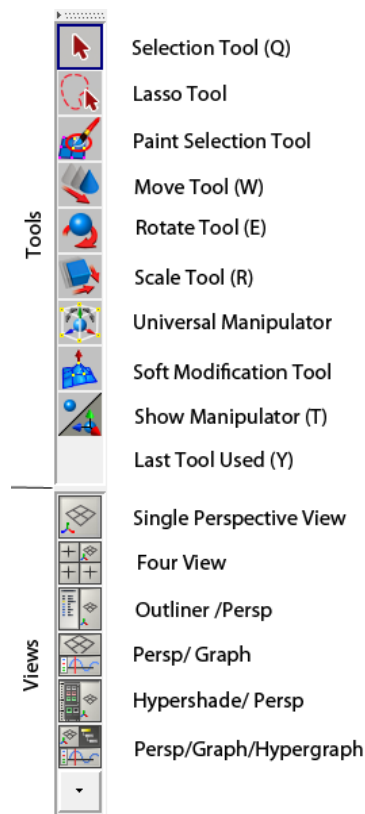 Selection Tool (Q)
Lasso Tool
Paint Selection Tool
Move Tool (W)
Rotate Tool (E)
Tools
Scale Tool (R)
Universal Manipulator
Soft Modification Tool
Show Manipulator (T)
Last Tool Used (Y)
Single Perspective View
Four View
Outliner /Persp
Views
Persp/ Graph
Hypershade/ Persp
Persp/Graph/Hypergraph